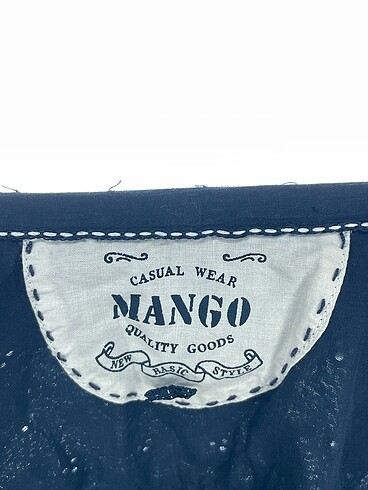 CASUAL WEAR
MANGO
QUALITY GOODS
NEW BASIC STYLE